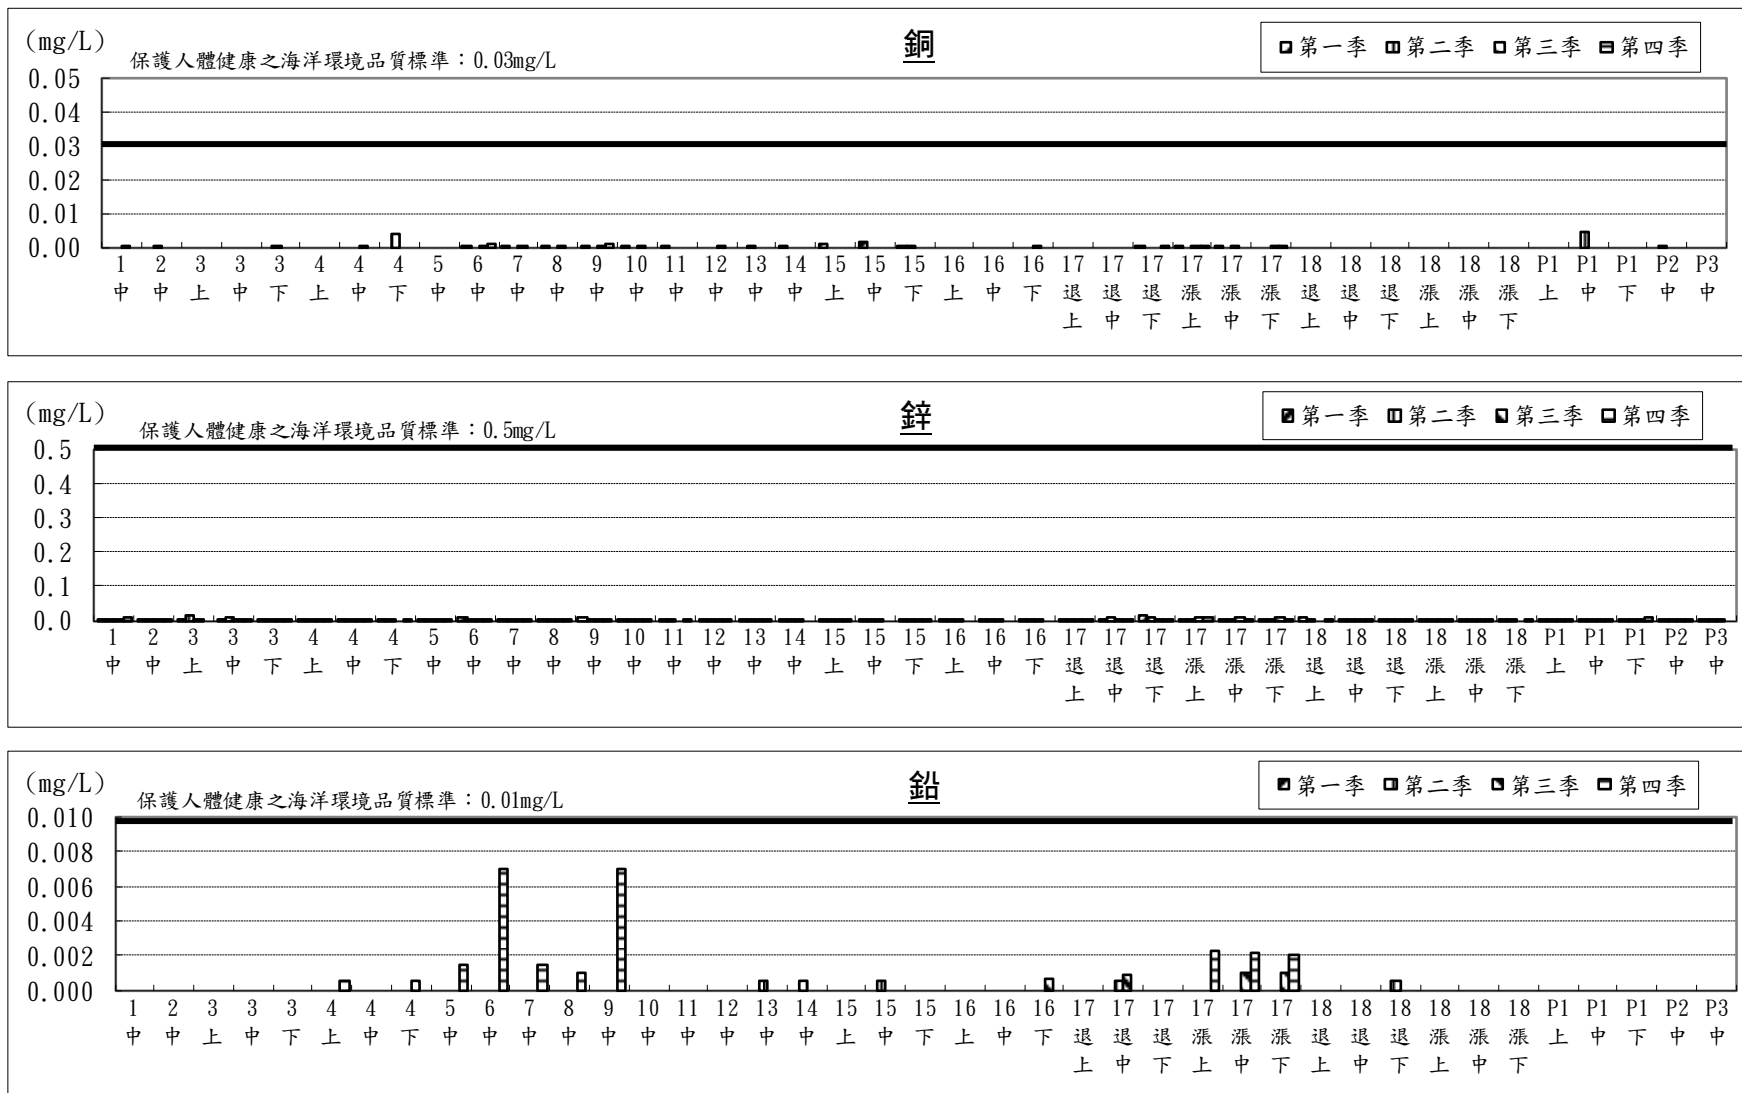 (mg/L)
保護人體健康之海洋環境品質標準：0.03mg/L
銅
第一季 第二季 第三季 第四季
0.05
0.04
0.03
0.02
0.01
0.00
1 2 3 3 3 4 4 4 5 6 7 8 9 10 11 12 13 14 15 15 15 16 16 16 17 17 17 17 17 17 18 18 18 18 18 18 P1 P1 P1 P2 P3
中 中 上 中 下 上 中 下 中 中 中 中 中 中 中 中 中 中 上 中 下 上 中 下 退 退 退 漲 漲 漲 退 退 退 漲 漲 漲 上 中 下 中 中
上 中 下 上 中 下 上 中 下 上 中 下
(mg/L)
保護人體健康之海洋環境品質標準：0.5mg/L
鋅
第一季 第二季 第三季 第四季
0.5
0.4
0.3
0.2
0.1
0.0
1 2 3 3 3 4 4 4 5 6 7 8 9 10 11 12 13 14 15 15 15 16 16 16 17 17 17 17 17 17 18 18 18 18 18 18 P1 P1 P1 P2 P3
中 中 上 中 下 上 中 下 中 中 中 中 中 中 中 中 中 中 上 中 下 上 中 下 退 退 退 漲 漲 漲 退 退 退 漲 漲 漲 上 中 下 中 中
上 中 下 上 中 下 上 中 下 上 中 下
(mg/L)
保護人體健康之海洋環境品質標準：0.01mg/L
鉛
第一季 第二季 第三季 第四季
0.010
0.008
0.006
0.004
0.002
0.000
1 2 3 3 3 4 4 4 5 6 7 8 9 10 11 12 13 14 15 15 15 16 16 16 17 17 17 17 17 17 18 18 18 18 18 18 P1 P1 P1 P2 P3
中 中 上 中 下 上 中 下 中 中 中 中 中 中 中 中 中 中 上 中 下 上 中 下 退 退 退 漲 漲 漲 退 退 退 漲 漲 漲 上 中 下 中 中
上 中 下 上 中 下 上 中 下 上 中 下